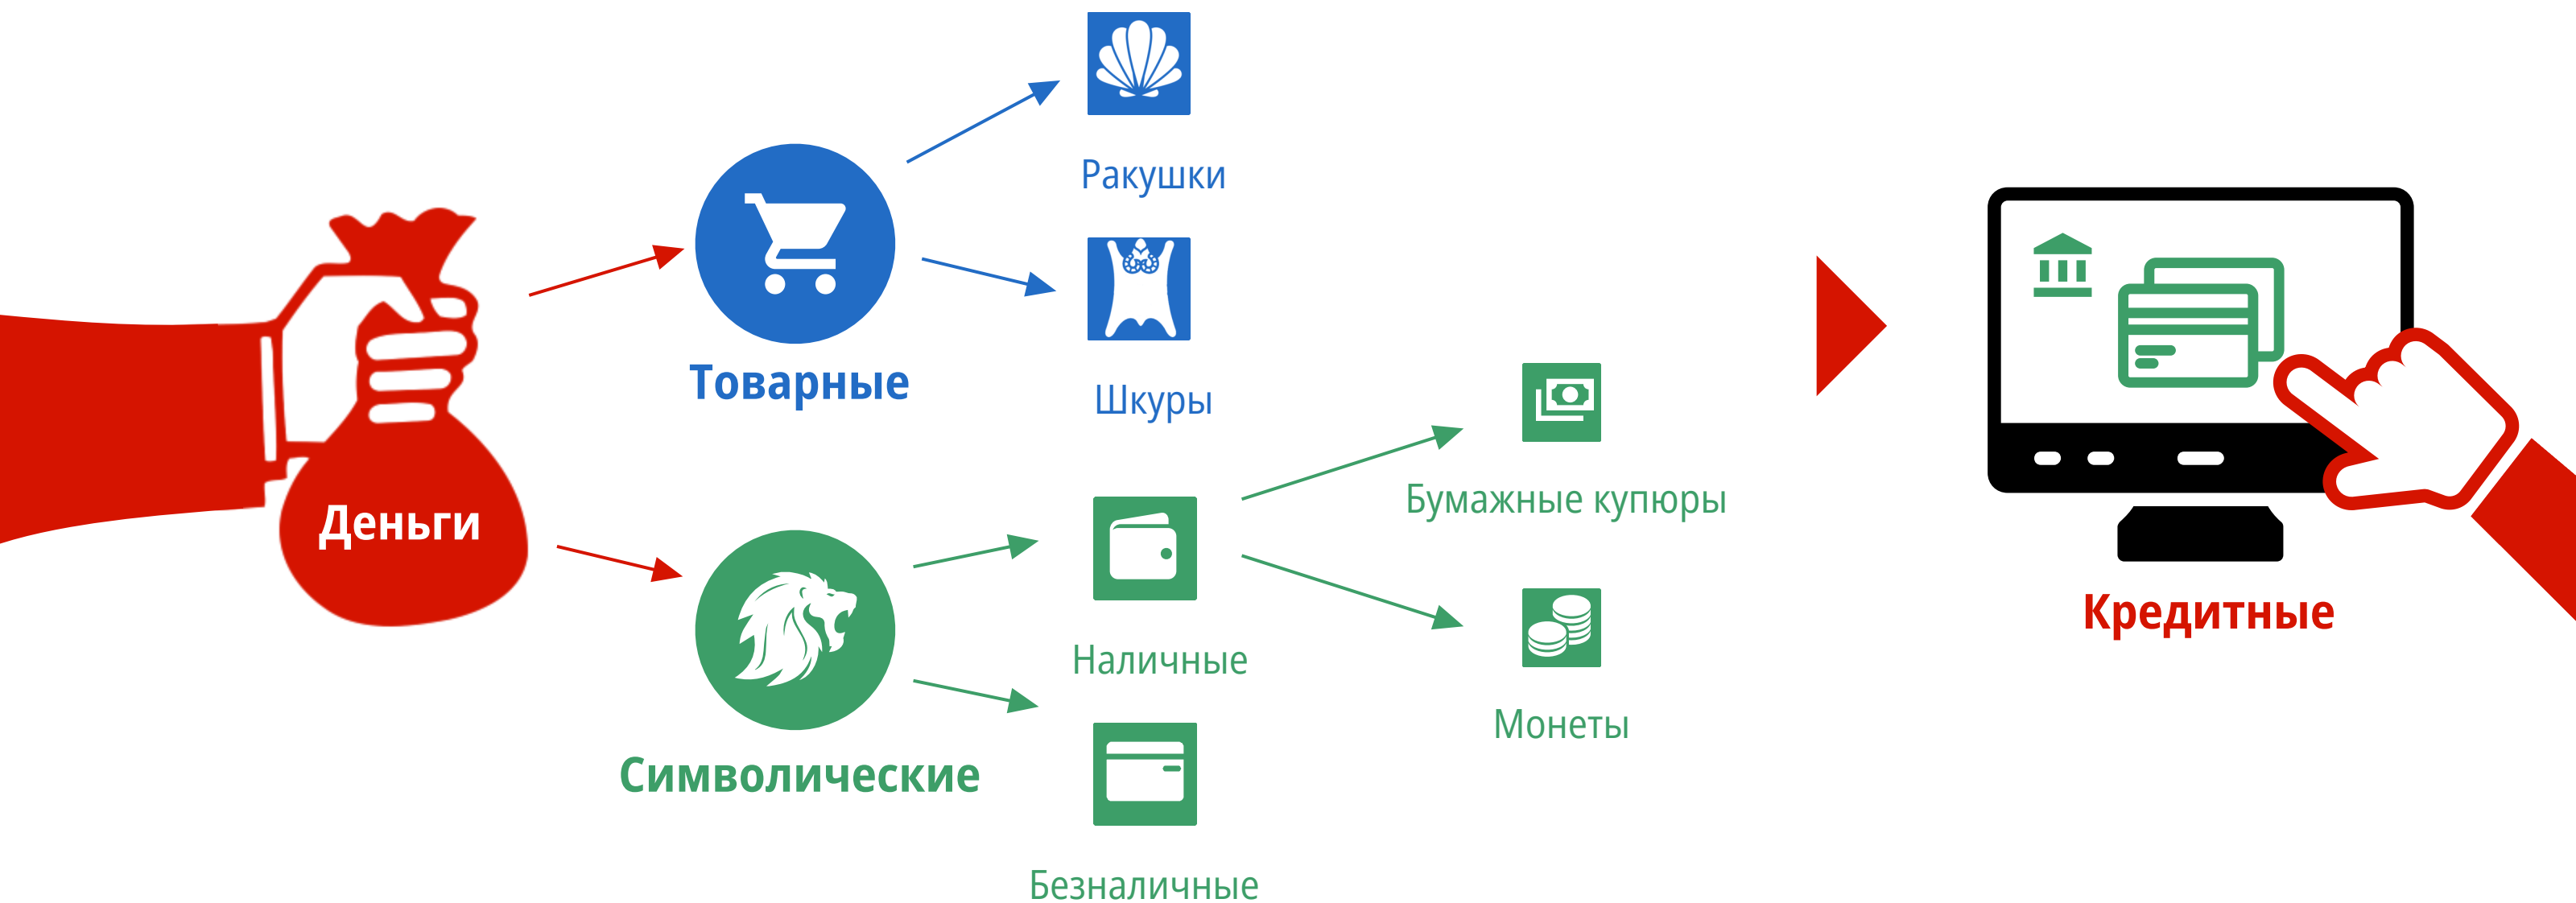 Деньги
Товарные
Ракушки
Шкуры
Символические
Наличные
Безналичные
Бумажные купюры
Монеты
Кредитные